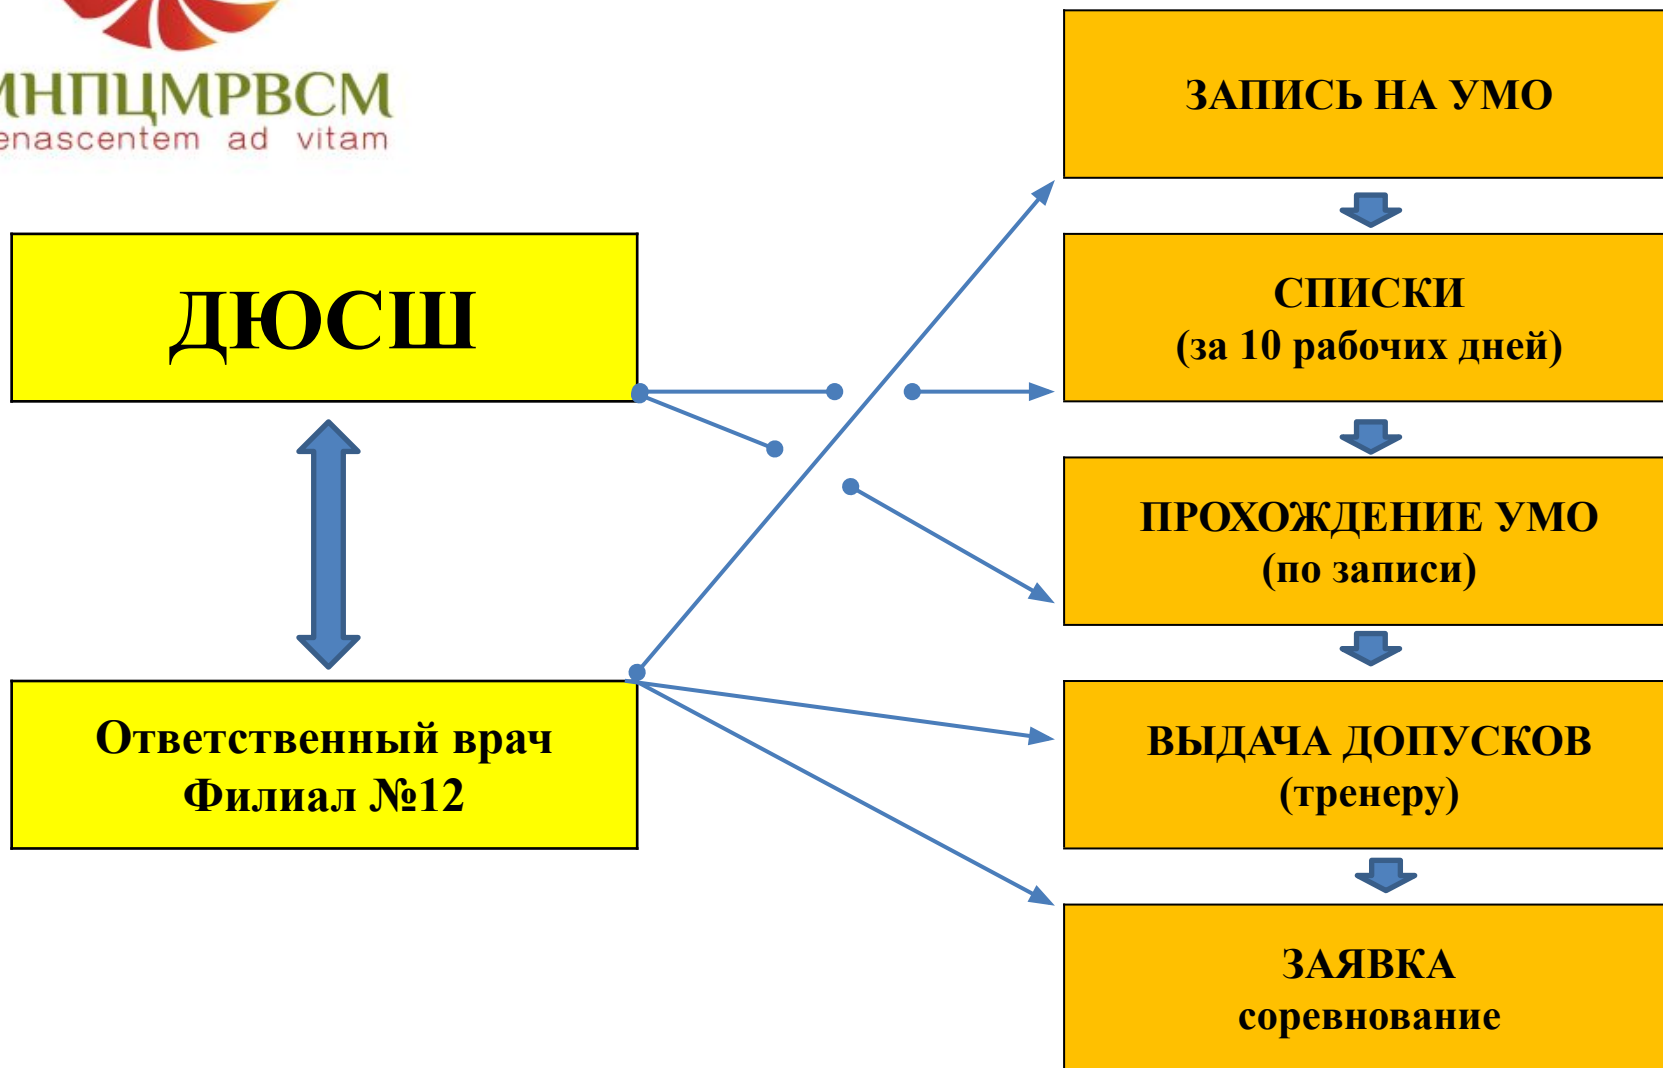 МНПЦМРВСМ
enascentem ad vitam
ДЮСШ
Ответственный врач
Филиал №12
ЗАПИСЬ НА УМО
СПИСКИ
(за 10 рабочих дней)
ПРОХОЖДЕНИЕ УМО
(по записи)
ВЫДАЧА ДОПУСКОВ
(тренеру)
ЗАЯВКА
соревнование